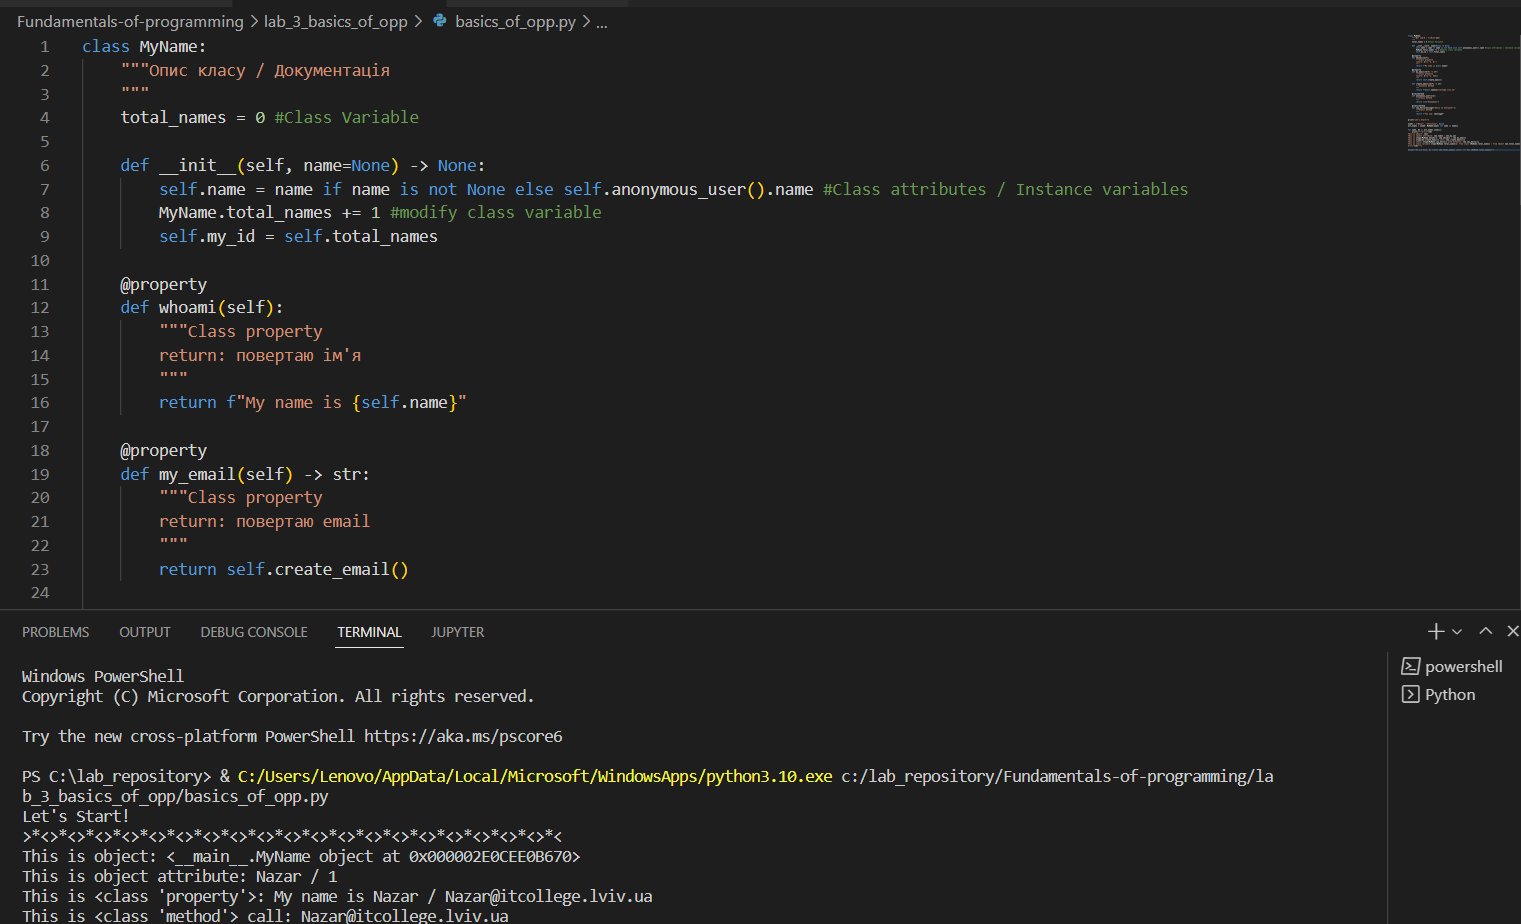 Fundamentals-of-programming > lab_3_basics_of_opp > basics_of_opp.py > ...
1 class MyName:
2 """Опис класу / Документація
3 """
4 total_names = 0 #Class Variable
5
6 def __init__(self, name=None) -> None:
7 self.name = name if name is not None else self.anonymous_user().name #Class attributes / Instance variables
8 MyName.total_names += 1 #modify class variable
9 self.my_id = self.total_names
10
11 @property
12 def whoami(self):
13 """Class property
14 return: повертаю ім'я
15 """
16 return f"My name is {self.name}"
17
18 @property
19 def my_email(self) -> str:
20 """Class property
21 return: повертаю email
22 """
23 return self.create_email()
24
PROBLEMS OUTPUT DEBUG CONSOLE TERMINAL JUPYTER
powershell
Python
Windows PowerShell
Copyright (C) Microsoft Corporation. All rights reserved.
Try the new cross-platform PowerShell https://aka.ms/pscore6
PS C:\lab_repository> & C:/Users/Lenovo/AppData/Local/Microsoft/WindowsApps/python3.10.exe c:/lab_repository/Fundamentals-of-programming/la
b_3_basics_of_opp/basics_of_opp.py
Let's Start!
>*<>*<>*<>*<>*<>*<>*<>*<>*<>*<>*<>*<>*<>*<>*<>*<>*<>*<>*<>*<
This is object: <__main__.MyName object at 0x000002E0CEE0B670>
This is object attribute: Nazar / 1
This is <class 'property'>: My name is Nazar / Nazar@itcollege.lviv.ua
This is <class 'method'> call: Nazar@itcollege.lviv.ua